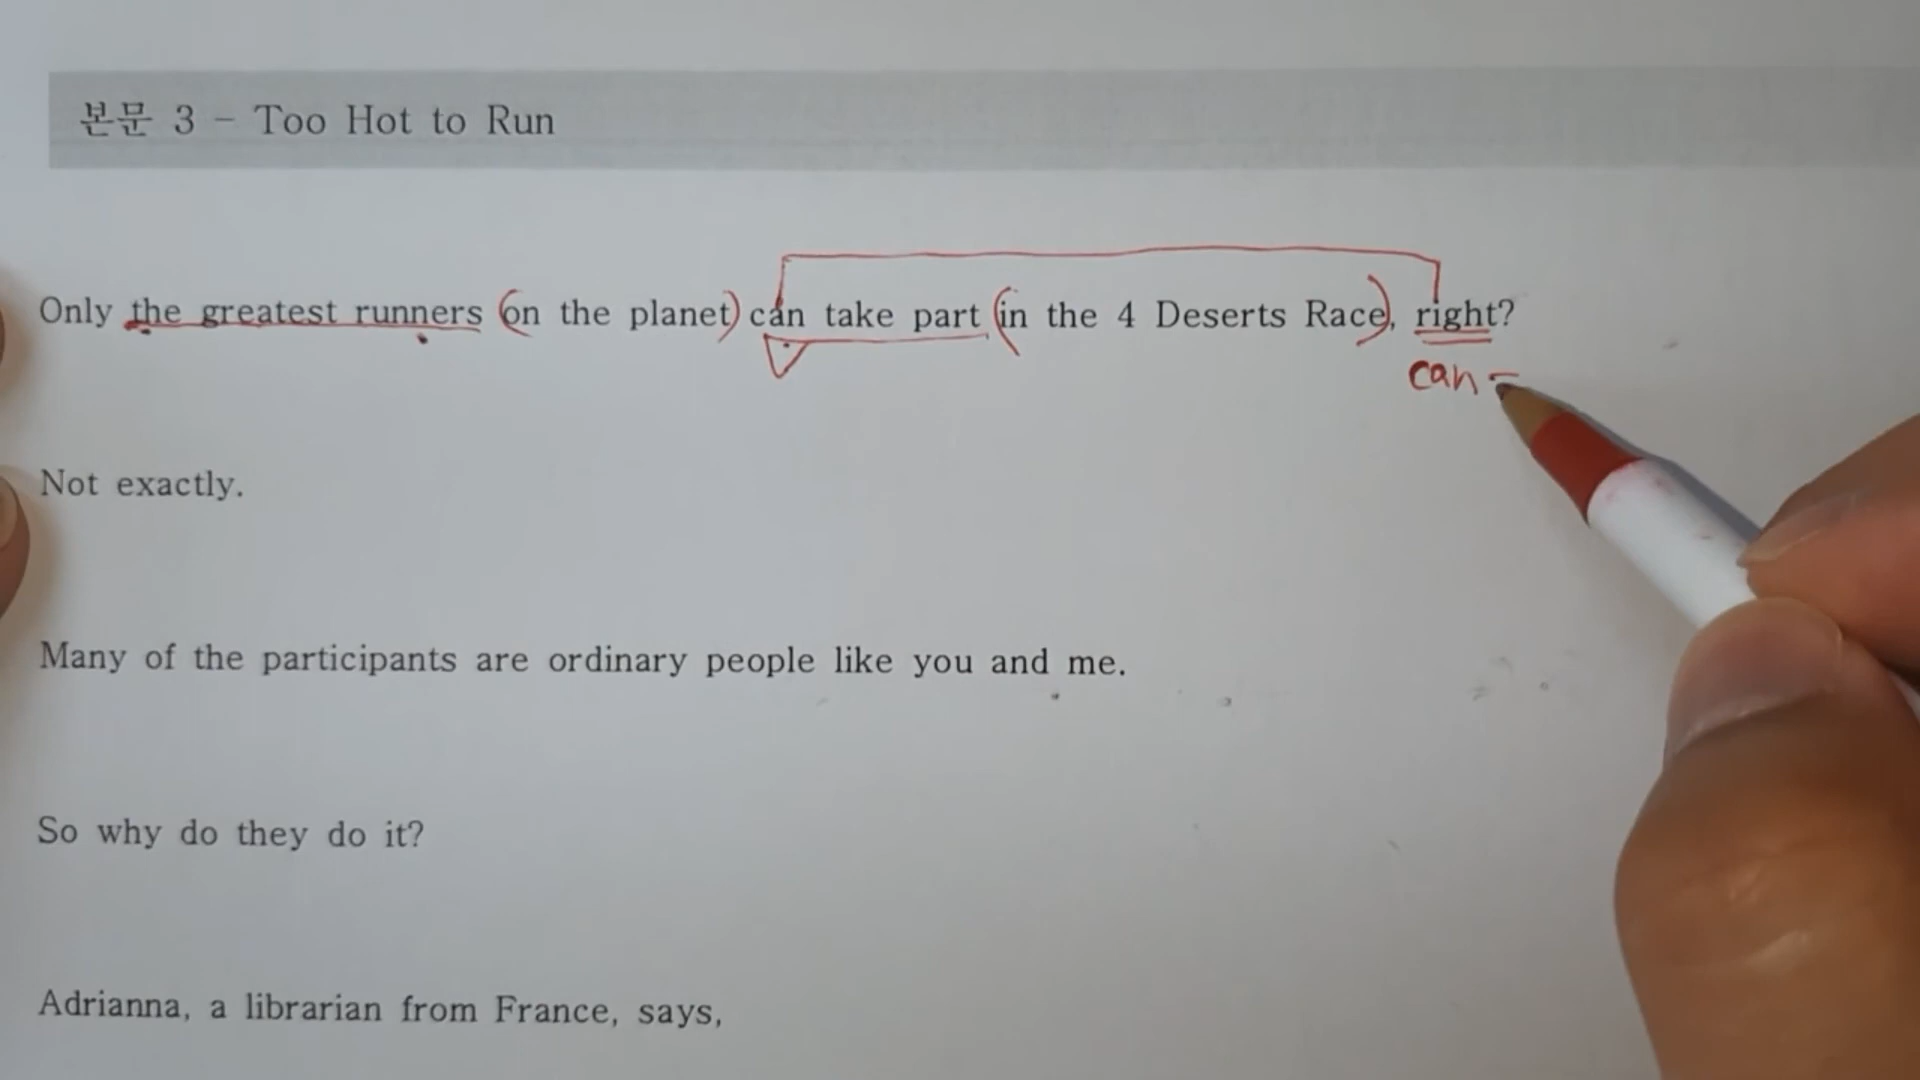 본문 3 - Too Hot to Run
Only the greatest runners on the planet can take part in the 4 Deserts Race, right?
can
Not exactly.
Many of the participants are ordinary people like you and me.
So why do they do it?
Adrianna, a librarian from France, says,